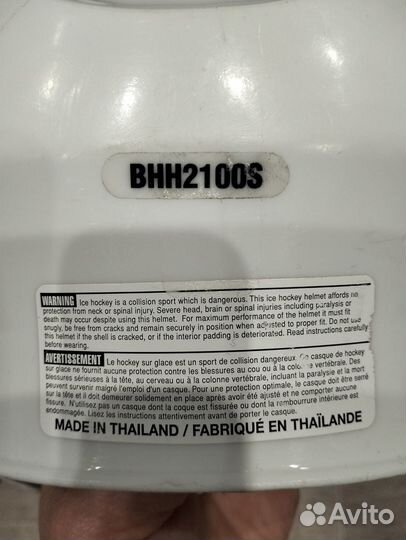 BHH2100S
WARNING Ice hockey is a collision sport which is dangerous. This ice hockey helmet affords no
protection from neck or spinal injury. Severe head, brain or spinal injuries including paralysis or
death may occur despite using this helmet. For maximum performance of the helmet it must fit
snugly, be free from cracks and remain securely in position when adjusted to proper fit. Do not use
this helmet if the shell is cracked, or if the interior padding is deteriorated. Read instructions carefully
before wearing.
AVERTISSEMENT Le hockey sur glace est un sport de collision dangereux. Ce casque de hockey
sur glace ne fournit aucune protection contre les blessures au cou ou à la colonne vertébrale. Des
blessures sérieuses à la tête, au cerveau ou à la colonne vertébrale, incluant la paralysie et la mort
peuvent survenir malgré l'emploi d'un casque. Pour une protection optimale, le casque doit être serré
sur la tête et il doit demeurer solidement en place après avoir été ajusté et ne comporter aucune
fissure. N'utilisez pas un casque dont la coque est fissurée ou dont la rembourrure intérieure est
endommagée. Lisez les instructions attentivement avant de porter le casque.
MADE IN THAILAND / FABRIQUÉ EN THAÏLANDE
Avito